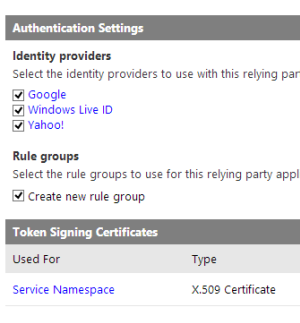 Authentication Settings
Identity providers
Select the identity providers to use with this relying par
Google
Windows Live ID
Yahoo!
Rule groups
Select the rule groups to use for this relying party appl
Create new rule group
Token Signing Certificates
Used For Type
Service Namespace X.509 Certificate